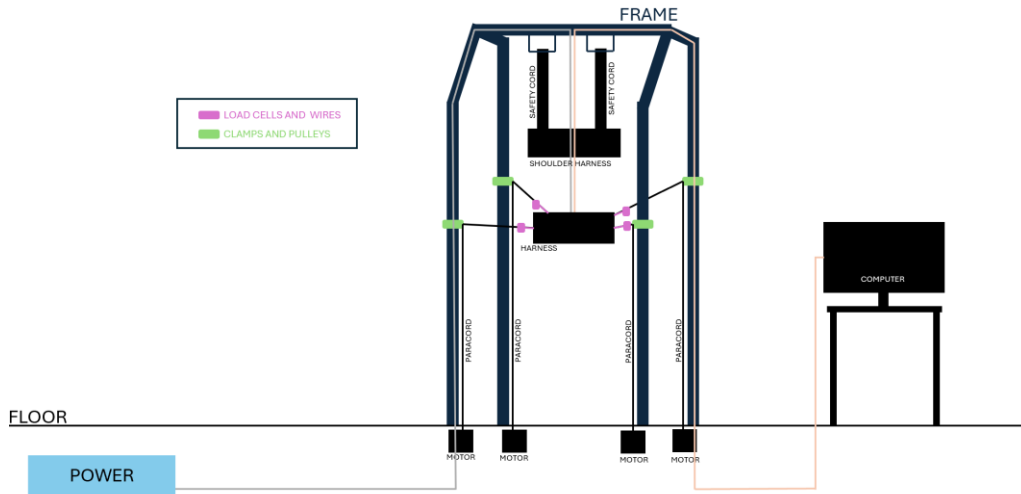 FRAME
SAFETY CORD
SAFETY CORD
LOAD CELLS AND WIRES
CLAMPS AND PULLEYS
SHOULDER HARNESS
HARNESS
COMPUTER
PARACORD
PARACORD
PARACORD
PARACORD
FLOOR
MOTOR
MOTOR
MOTOR
MOTOR
POWER